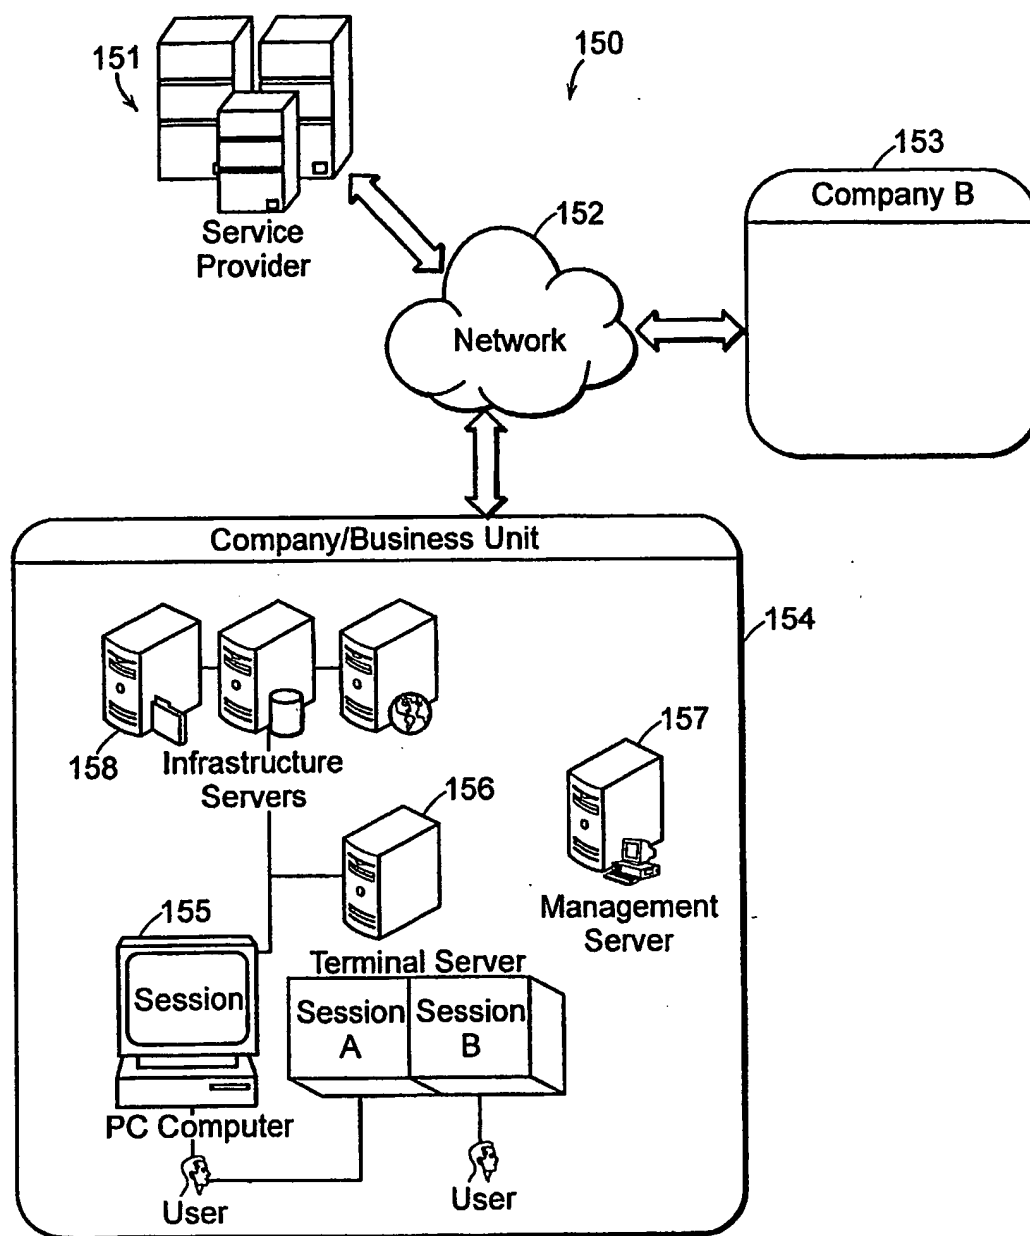 151
150
153
Company B
152
Service
Provider
Network
Company/Business Unit
154
157
158
Infrastructure
Servers
156
Management
Server
155
Terminal Server
Session
Session
A
Session
B
PC Computer
User
User